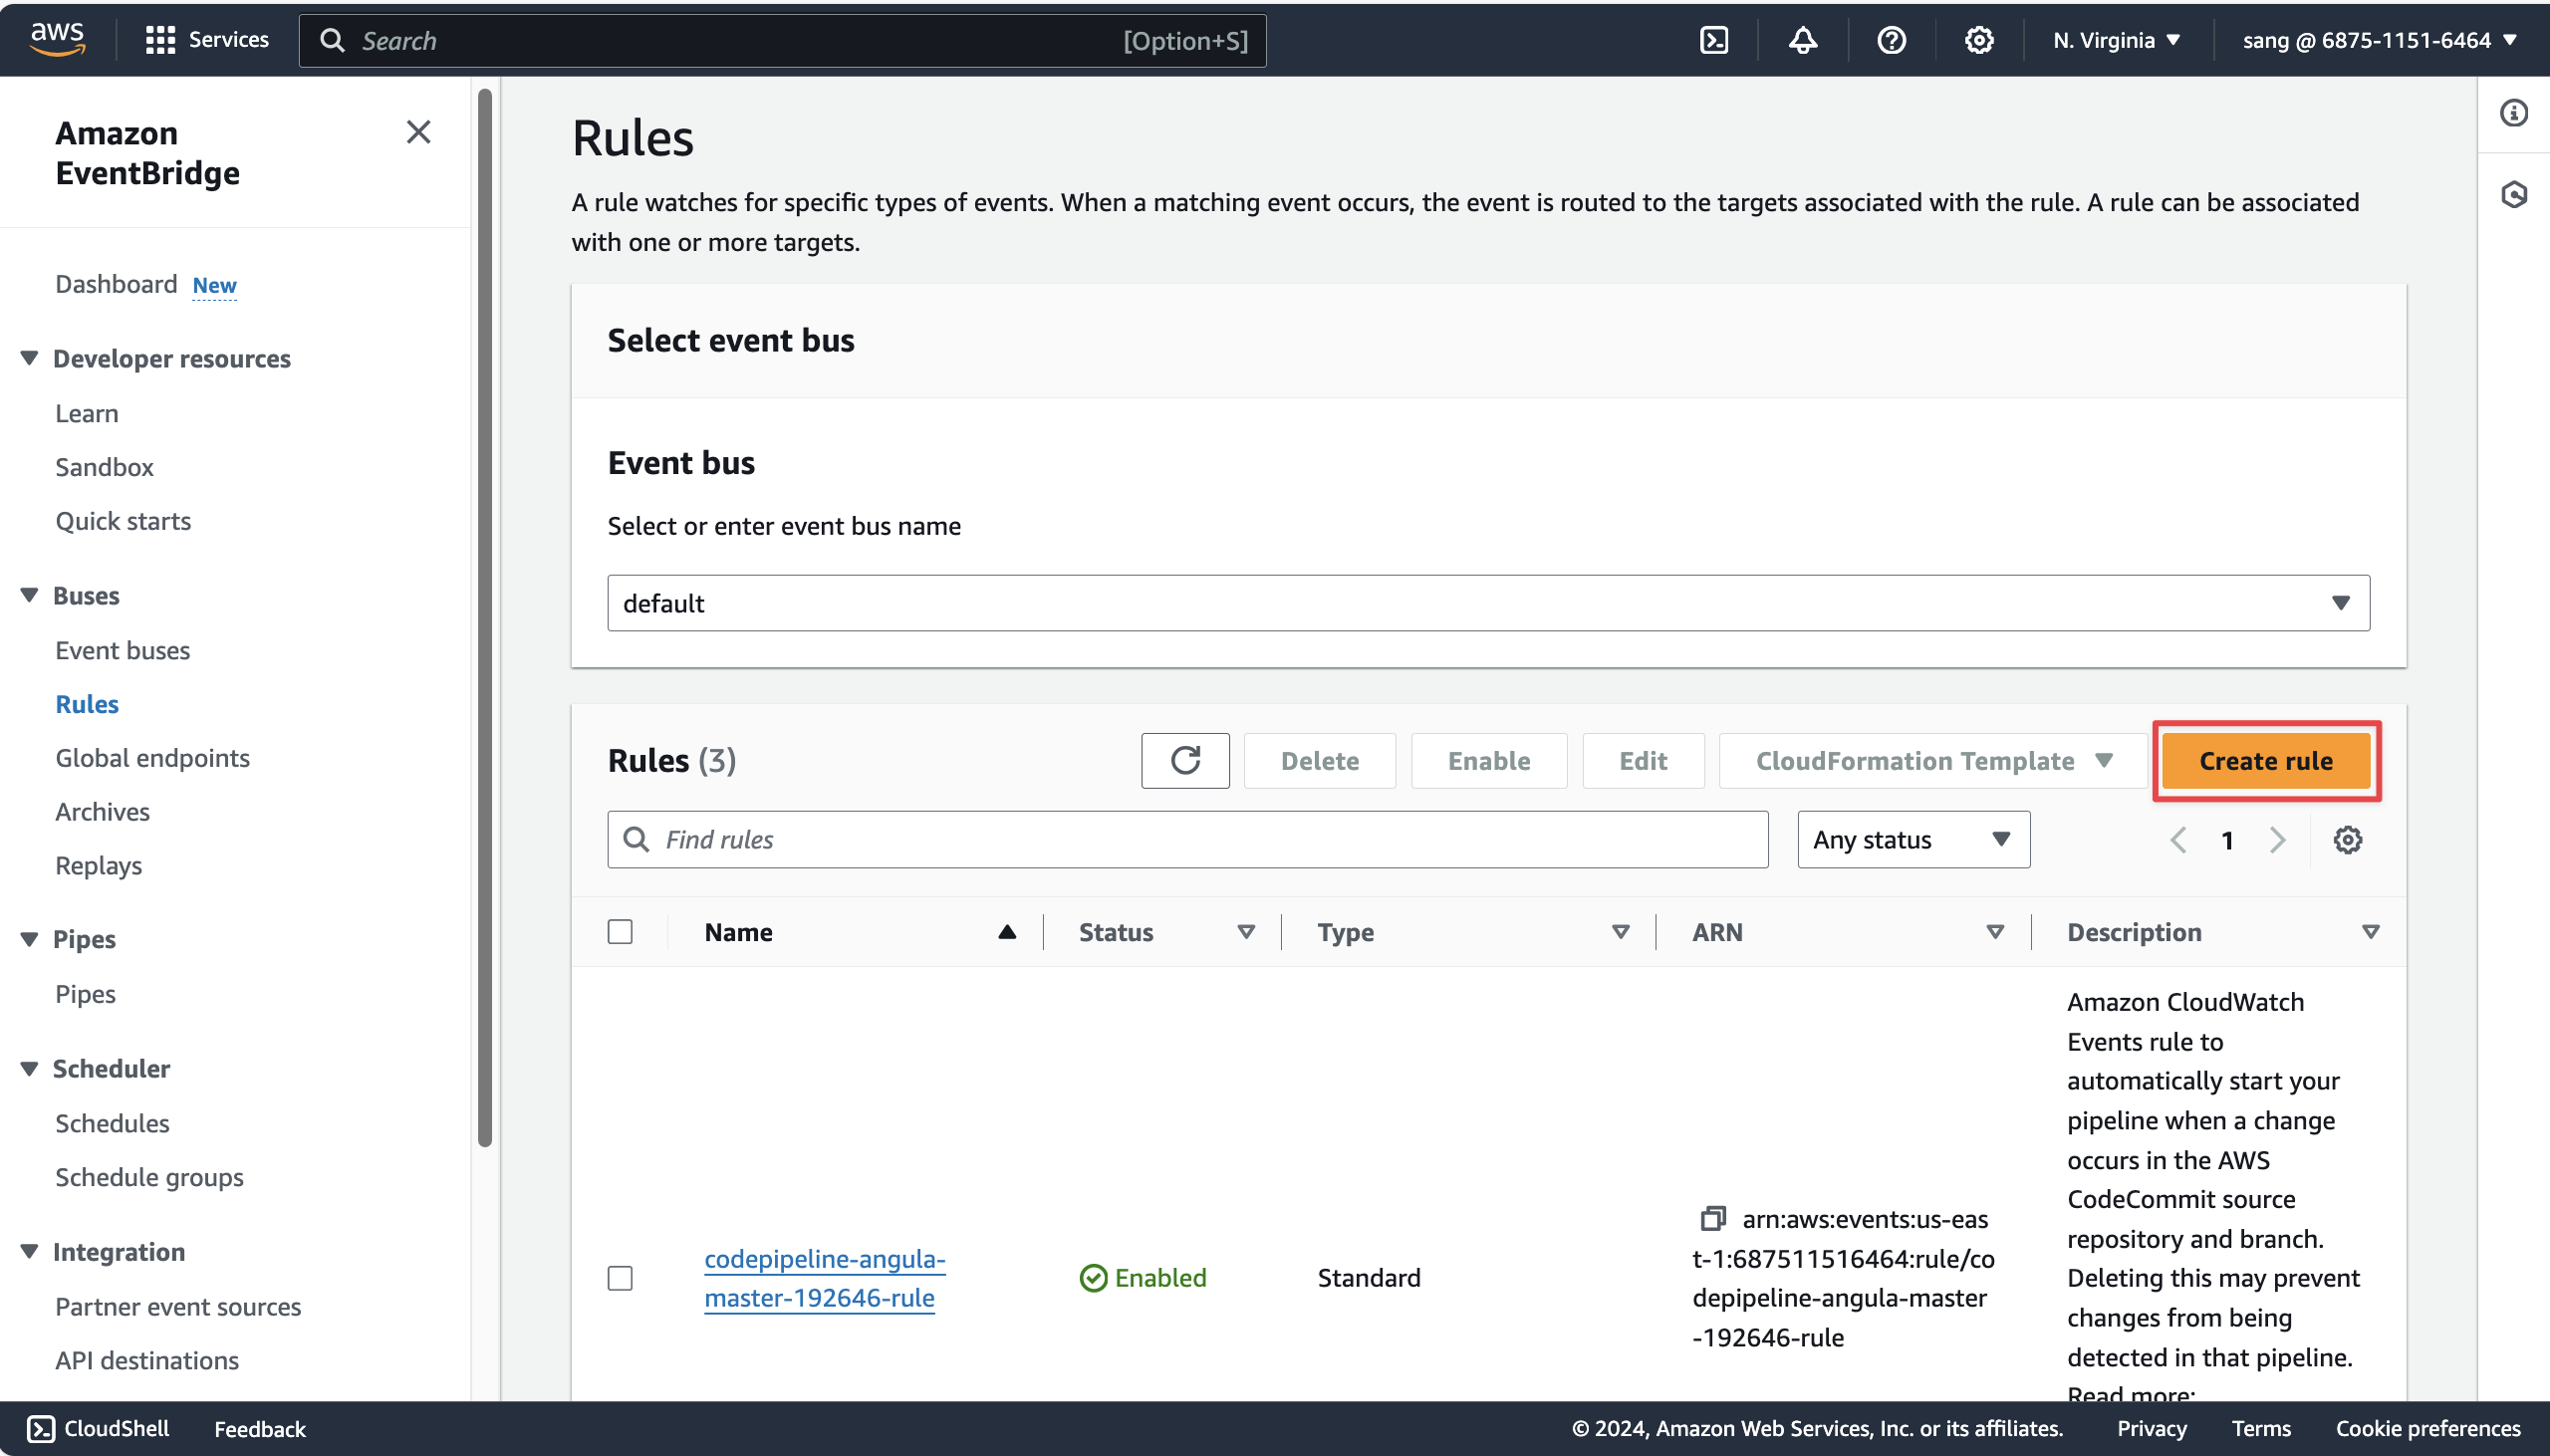 aws
Services
Search
[Option+S]
N. Virginia
sang @ 6875-1151-6464
Amazon
EventBridge
Dashboard New
Developer resources
Learn
Sandbox
Quick starts
Buses
Event buses
Rules
Global endpoints
Archives
Replays
Pipes
Pipes
Scheduler
Schedules
Schedule groups
Integration
Partner event sources
API destinations
Rules
A rule watches for specific types of events. When a matching event occurs, the event is routed to the targets associated with the rule. A rule can be associated
with one or more targets.
Select event bus
Event bus
Select or enter event bus name
default
Rules (3)
Delete
Enable
Edit
CloudFormation Template
Create rule
Find rules
Any status
1
Name
Status
Type
ARN
Description
codepipeline-angula-
master-192646-rule
Enabled
Standard
arn:aws:events:us-eas
t-1:687511516464:rule/co
depipeline-angula-master
-192646-rule
Amazon CloudWatch
Events rule to
automatically start your
pipeline when a change
occurs in the AWS
CodeCommit source
repository and branch.
Deleting this may prevent
changes from being
detected in that pipeline.
Read more:
CloudShell
Feedback
© 2024, Amazon Web Services, Inc. or its affiliates.
Privacy
Terms
Cookie preferences